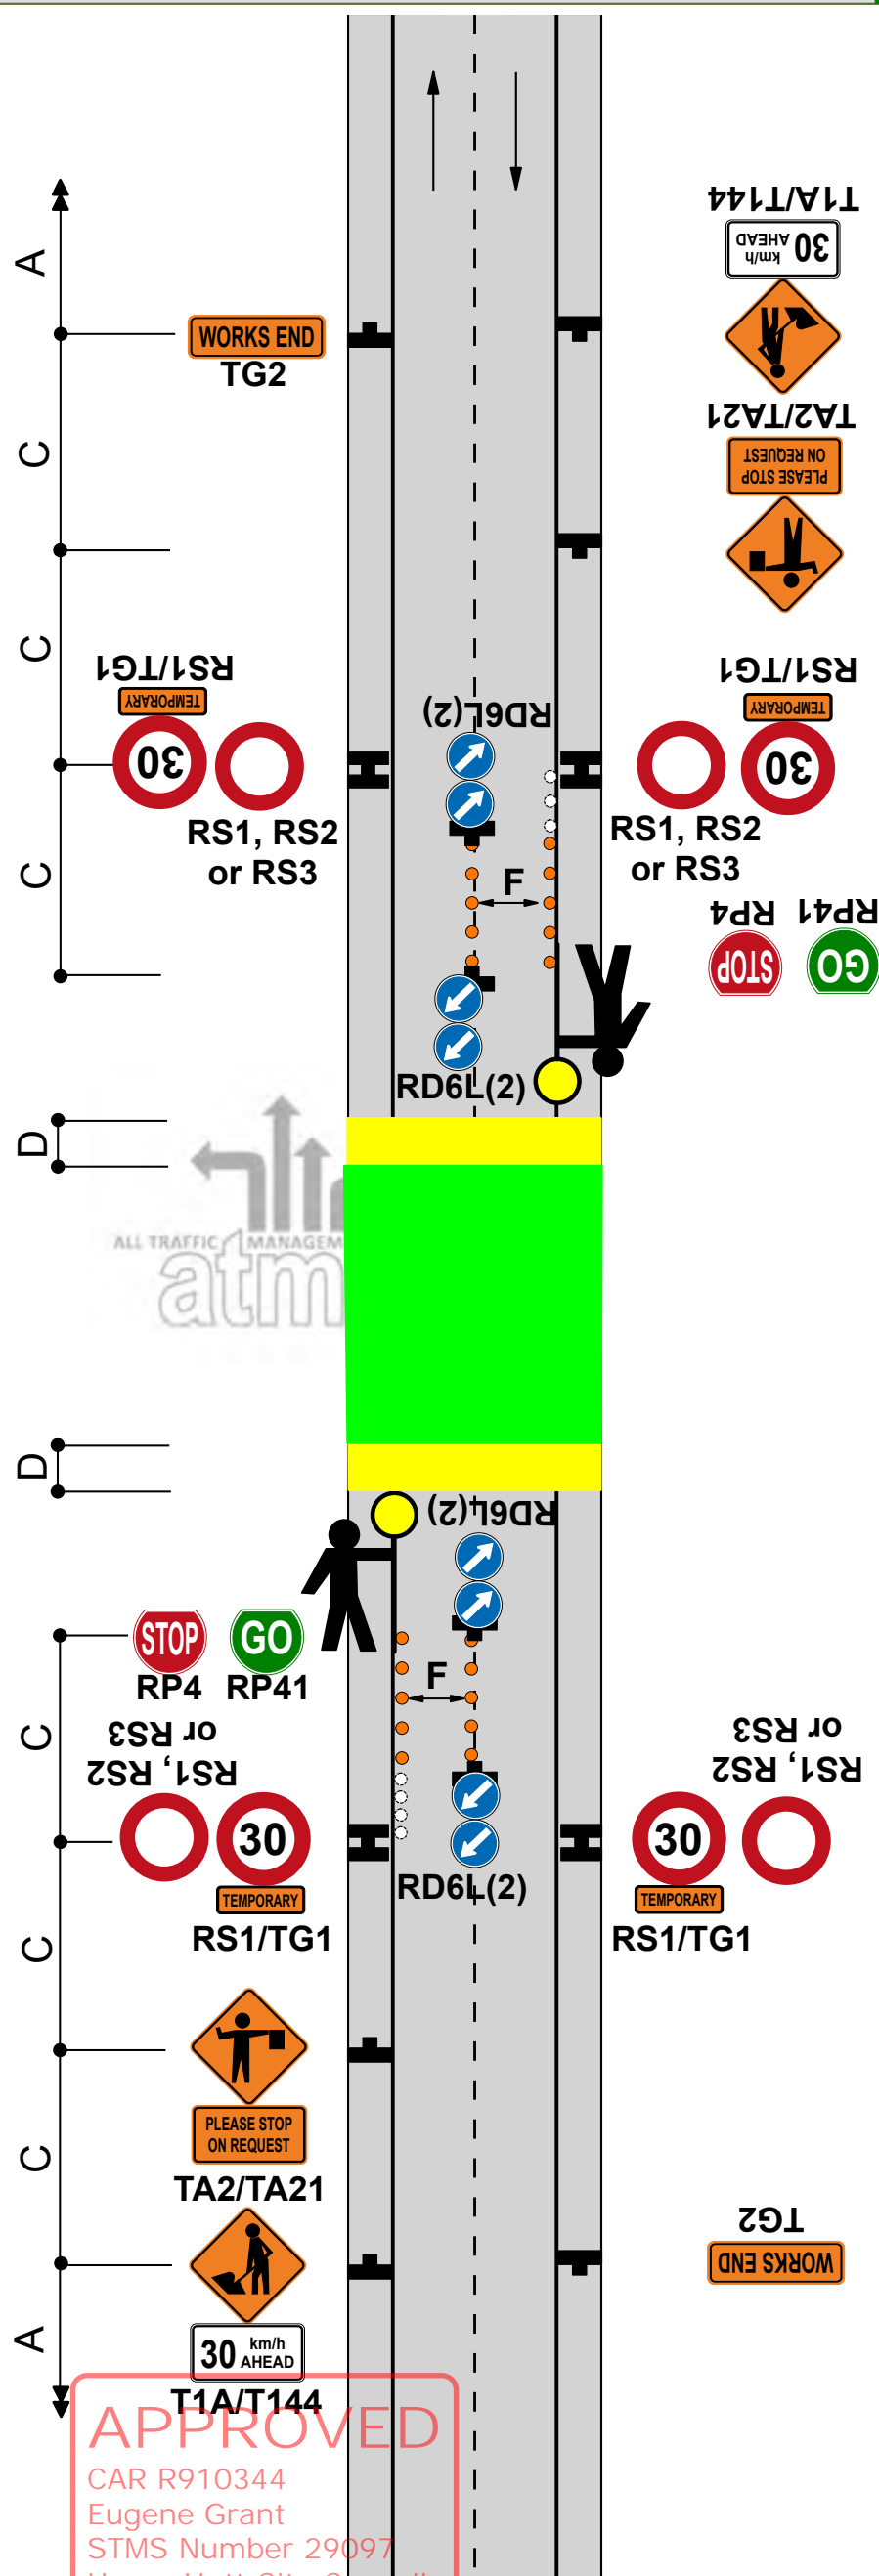 T1A/T144
30 km/h
AHEAD
A
WORKS END
TG2
TA2/TA21
PLEASE STOP
ON REQUEST
C
C
RS1/TG1
TEMPORARY
30
RS1, RS2
or RS3
RD6L(2)
RS1/TG1
TEMPORARY
30
RS1, RS2
or RS3
C
F
RP4 RP41
STOP GO
RD6L(2)
D
ALL TRAFFIC MANAGEM
atm
D
RD6L(2)
STOP GO
RP4 RP41
F
C
RS1, RS2
or RS3
30
TEMPORARY
RS1/TG1
RD6L(2)
RS1, RS2
or RS3
30
TEMPORARY
RS1/TG1
C
PLEASE STOP
ON REQUEST
TA2/TA21
C
TG2
WORKS END
A
30 km/h
AHEAD
T1A/T144
APPROVED
CAR R910344
Eugene Grant
STMS Number 29097